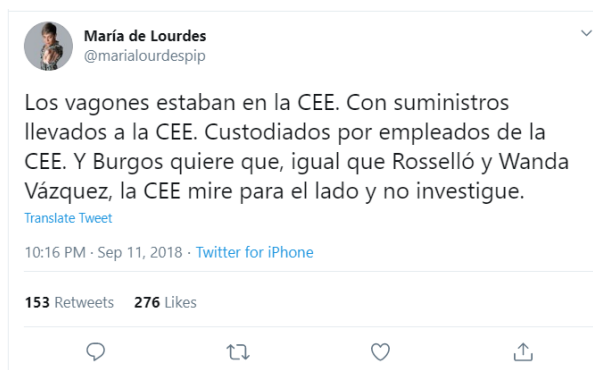 María de Lourdes
@marialourdespip
Los vagones estaban en la CEE. Con suministros
llevados a la CEE. Custodiados por empleados de la
CEE. Y Burgos quiere que, igual que Rosselló y Wanda
Vázquez, la CEE mire para el lado y no investigue.
Translate Tweet
10:16 PM · Sep 11, 2018 · Twitter for iPhone
153 Retweets 276 Likes